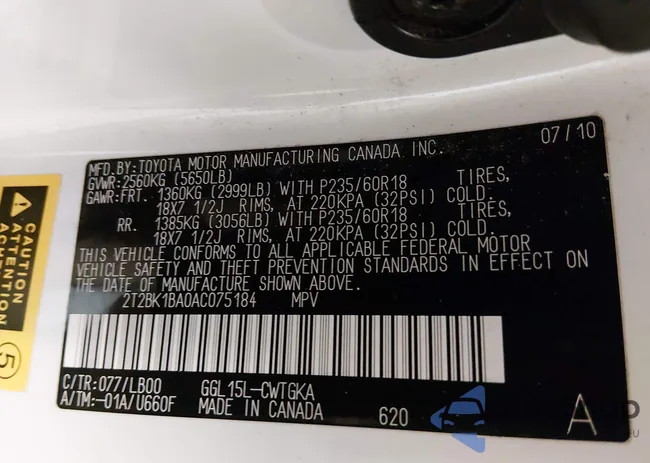 07/10
MFD.BY:TOYOTA MOTOR MANUFACTURING CANADA INC.
GVWR:2560KG (5650LB)
GAWR:FRT. 1360KG (2999LB) WITH P235/60R18 TIRES,
18X7 1/2J RIMS, AT 220KPA (32PSI) COLD.
RR. 1385KG (3056LB) WITH P235/60R18 TIRES,
18X7 1/2J RIMS, AT 220KPA (32PSI) COLD.
THIS VEHICLE CONFORMS TO ALL APPLICABLE FEDERAL MOTOR
VEHICLE SAFETY AND THEFT PREVENTION STANDARDS IN EFFECT ON
THE DATE OF MANUFACTURE SHOWN ABOVE.
2T2BK1BA0AC075184 MPV
C/TR:077/LB00 GGL15L-CWTGKA
A/TM:-01A/U660F MADE IN CANADA 620 A
CAUTION
ATTENTION
5